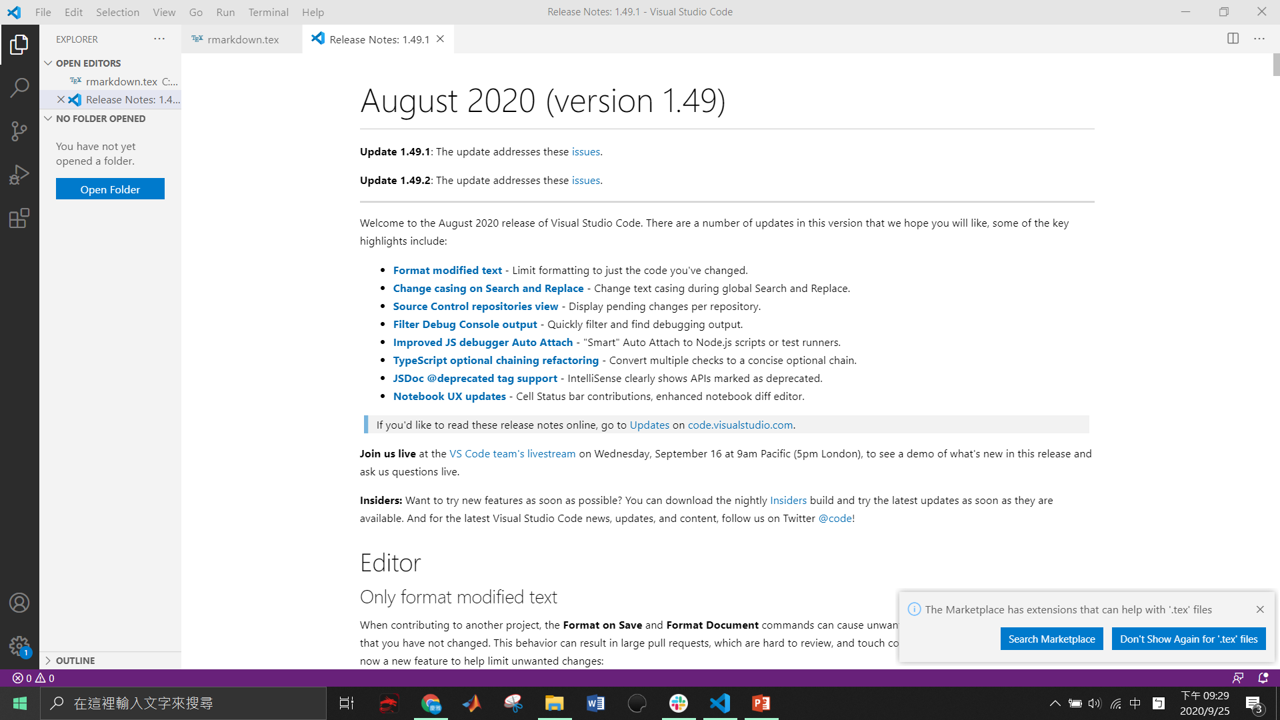 File Edit Selection View Go Run Terminal Help
Release Notes: 1.49.1 - Visual Studio Code
EXPLORER
OPEN EDITORS
rmarkdown.tex C:...
Release Notes: 1.4...
NO FOLDER OPENED
You have not yet
opened a folder.
Open Folder
OUTLINE
rmarkdown.tex
Release Notes: 1.49.1
August 2020 (version 1.49)
Update 1.49.1: The update addresses these issues.
Update 1.49.2: The update addresses these issues.
Welcome to the August 2020 release of Visual Studio Code. There are a number of updates in this version that we hope you will like, some of the key
highlights include:
Format modified text - Limit formatting to just the code you've changed.
Change casing on Search and Replace - Change text casing during global Search and Replace.
Source Control repositories view - Display pending changes per repository.
Filter Debug Console output - Quickly filter and find debugging output.
Improved JS debugger Auto Attach - "Smart" Auto Attach to Node.js scripts or test runners.
TypeScript optional chaining refactoring - Convert multiple checks to a concise optional chain.
JSDoc @deprecated tag support - IntelliSense clearly shows APIs marked as deprecated.
Notebook UX updates - Cell Status bar contributions, enhanced notebook diff editor.
If you'd like to read these release notes online, go to Updates on code.visualstudio.com.
Join us live at the VS Code team's livestream on Wednesday, September 16 at 9am Pacific (5pm London), to see a demo of what's new in this release and
ask us questions live.
Insiders: Want to try new features as soon as possible? You can download the nightly Insiders build and try the latest updates as soon as they are
available. And for the latest Visual Studio Code news, updates, and content, follow us on Twitter @code!
Editor
Only format modified text
When contributing to another project, the Format on Save and Format Document commands can cause unwan
that you have not changed. This behavior can result in large pull requests, which are hard to review, and touch co
now a new feature to help limit unwanted changes:
The Marketplace has extensions that can help with '.tex' files
Search Marketplace
Don't Show Again for '.tex' files
1
0 0
在這裡輸入文字來搜尋
中
下午 09:29
2020/9/25
3